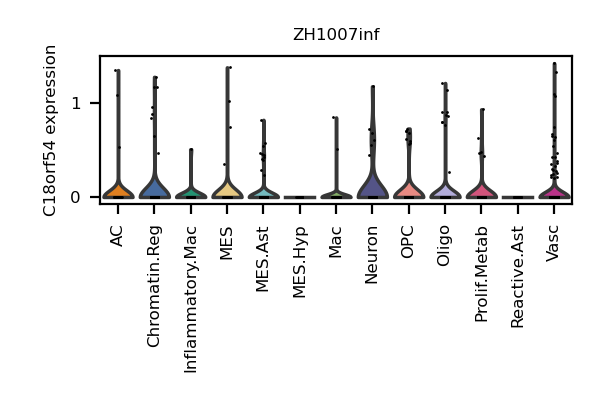 ZH1007inf
C18orf54 expression
1
0
AC
Chromatin.Reg
Inflammatory.Mac
MES
MES.Ast
MES.Hyp
Mac
Neuron
OPC
Oligo
Prolif.Metab
Reactive.Ast
Vasc